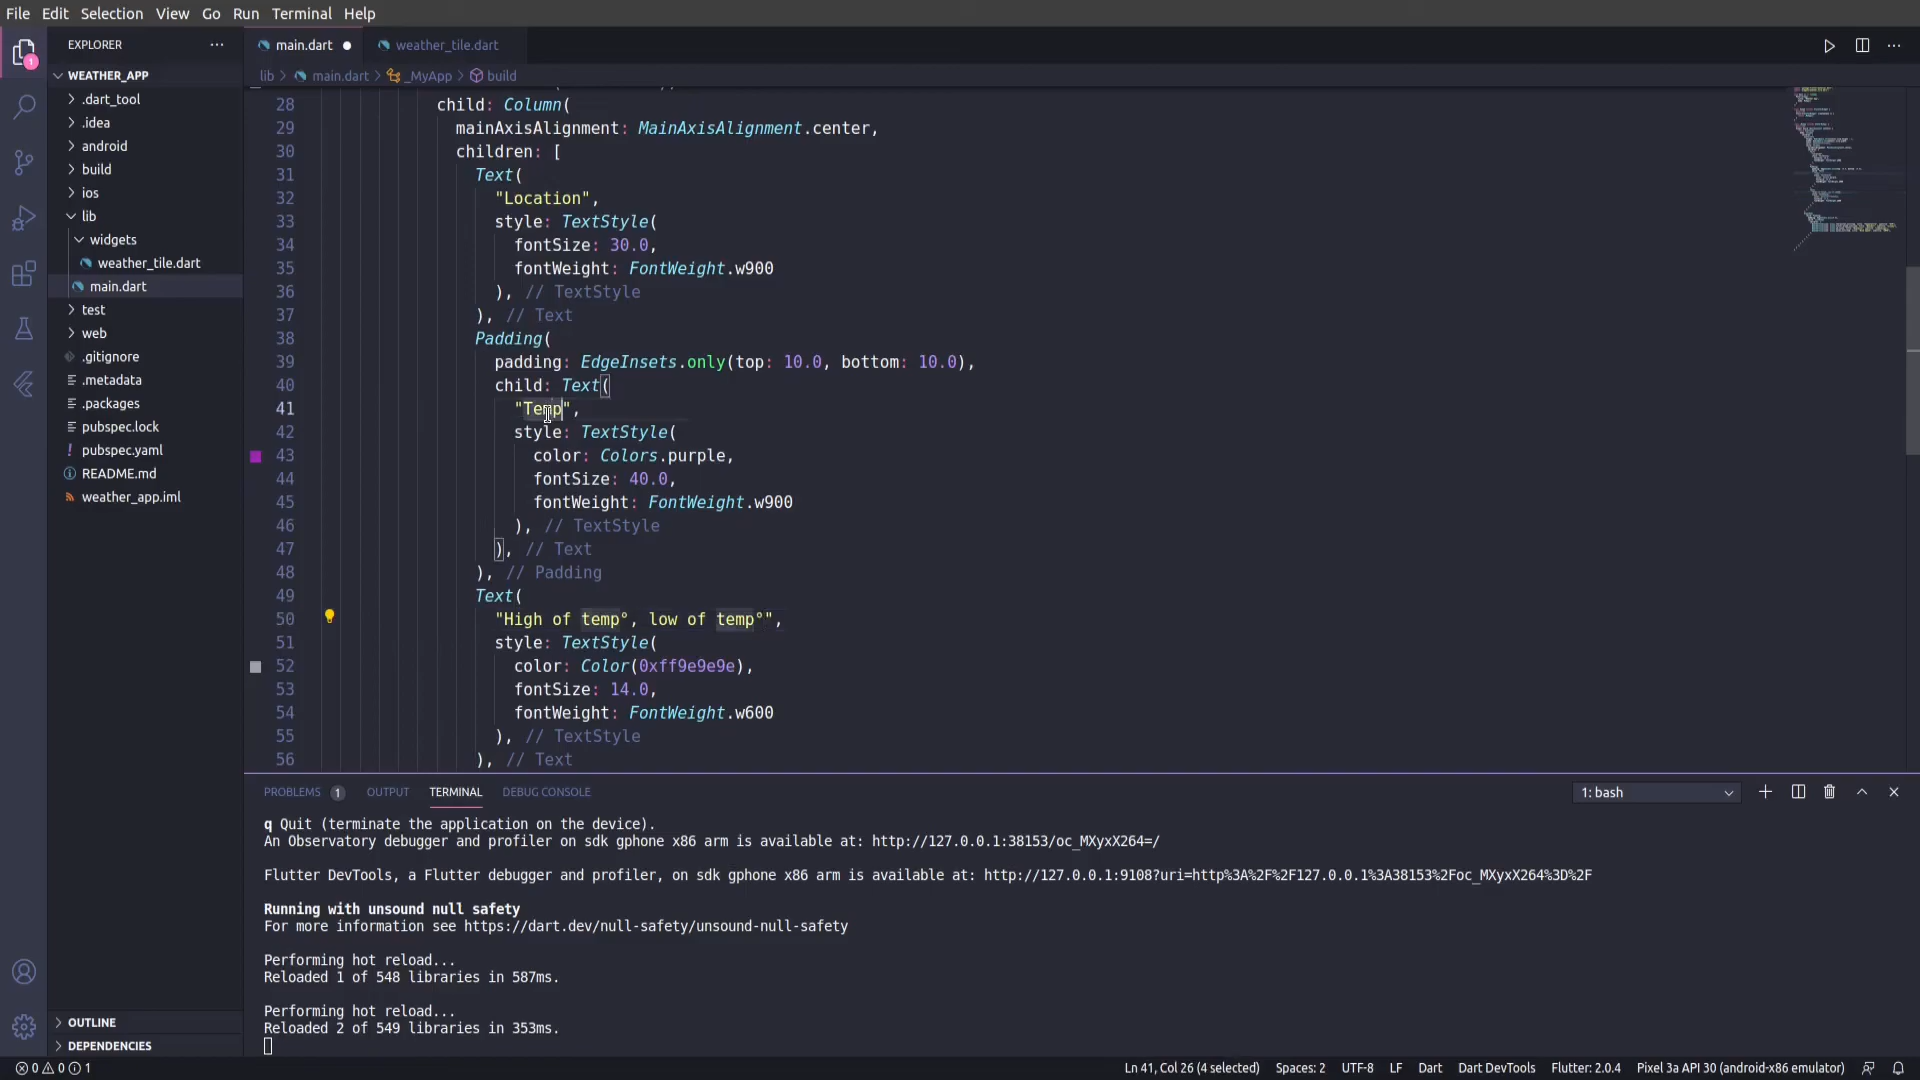 File Edit Selection View Go Run Terminal Help
EXPLORER ···
main.dart
weather_tile.dart
WEATHER_APP
lib > main.dart > _MyApp > build
.dart_tool
.idea
android
build
ios
lib
widgets
weather_tile.dart
main.dart
test
web
.gitignore
.metadata
.packages
pubspec.lock
! pubspec.yaml
README.md
weather_app.iml
OUTLINE
DEPENDENCIES
1
28 child: Column(
29 mainAxisAlignment: MainAxisAlignment.center,
30 children: [
31 Text(
32 "Location",
33 style: TextStyle(
34 fontSize: 30.0,
35 fontWeight: FontWeight.w900
36 ), // TextStyle
37 ), // Text
38 Padding(
39 padding: EdgeInsets.only(top: 10.0, bottom: 10.0),
40 child: Text(
41 "Temp",
42 style: TextStyle(
43 color: Colors.purple,
44 fontSize: 40.0,
45 fontWeight: FontWeight.w900
46 ), // TextStyle
47 ), // Text
48 ), // Padding
49 Text(
50 "High of temp°, low of temp°",
51 style: TextStyle(
52 color: Color(0xff9e9e9e),
53 fontSize: 14.0,
54 fontWeight: FontWeight.w600
55 ), // TextStyle
56 ), // Text
PROBLEMS 1 OUTPUT TERMINAL DEBUG CONSOLE 1: bash
q Quit (terminate the application on the device).
An Observatory debugger and profiler on sdk gphone x86 arm is available at: http://127.0.0.1:38153/oc_MXyxX264=/
Flutter DevTools, a Flutter debugger and profiler, on sdk gphone x86 arm is available at: http://127.0.0.1:9108?uri=http%3A%2F%2F127.0.0.1%3A38153%2Foc_MXyxX264%3D%2F
Running with unsound null safety
For more information see https://dart.dev/null-safety/unsound-null-safety
Performing hot reload...
Reloaded 1 of 548 libraries in 587ms.
Performing hot reload...
Reloaded 2 of 549 libraries in 353ms.
0 0 1 Ln 41, Col 26 (4 selected) Spaces: 2 UTF-8 LF Dart Dart DevTools Flutter: 2.0.4 Pixel 3a API 30 (android-x86 emulator)